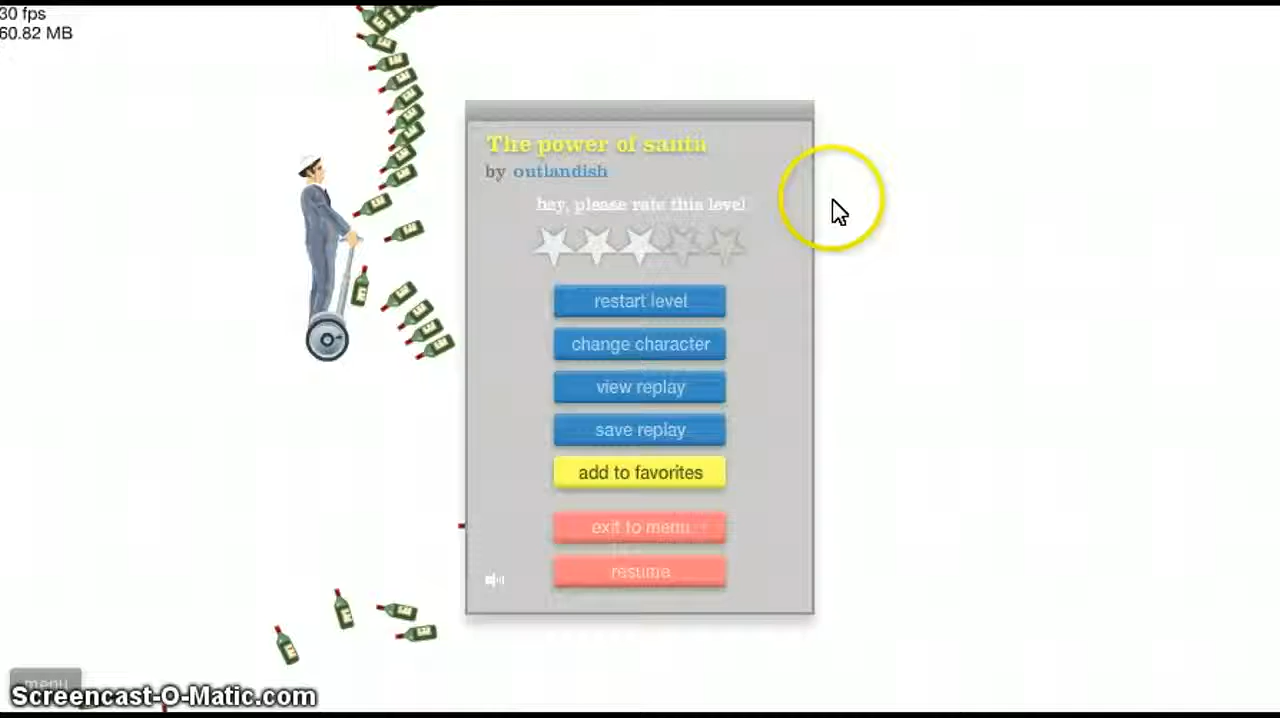 30 fps
60.82 MB
The power of santa
by outlandish
hey, please rate this level
restart level
change character
view replay
save replay
add to favorites
exit to menu
resume
menu
Screencast-O-Matic.com